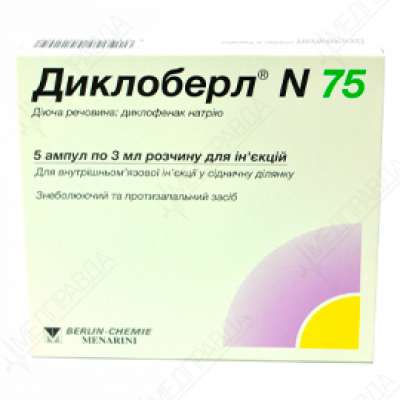 Диклоберл® N 75
Діюча речовина: диклофенак натрію
5 ампул по 3 мл розчину для ін'єкцій
Для внутрішньом'язової ін'єкції у сідничну ділянку
Знеболюючий та протизапальний засіб
BERLIN-CHEMIE
MENARINI
МЕДПРАВДА